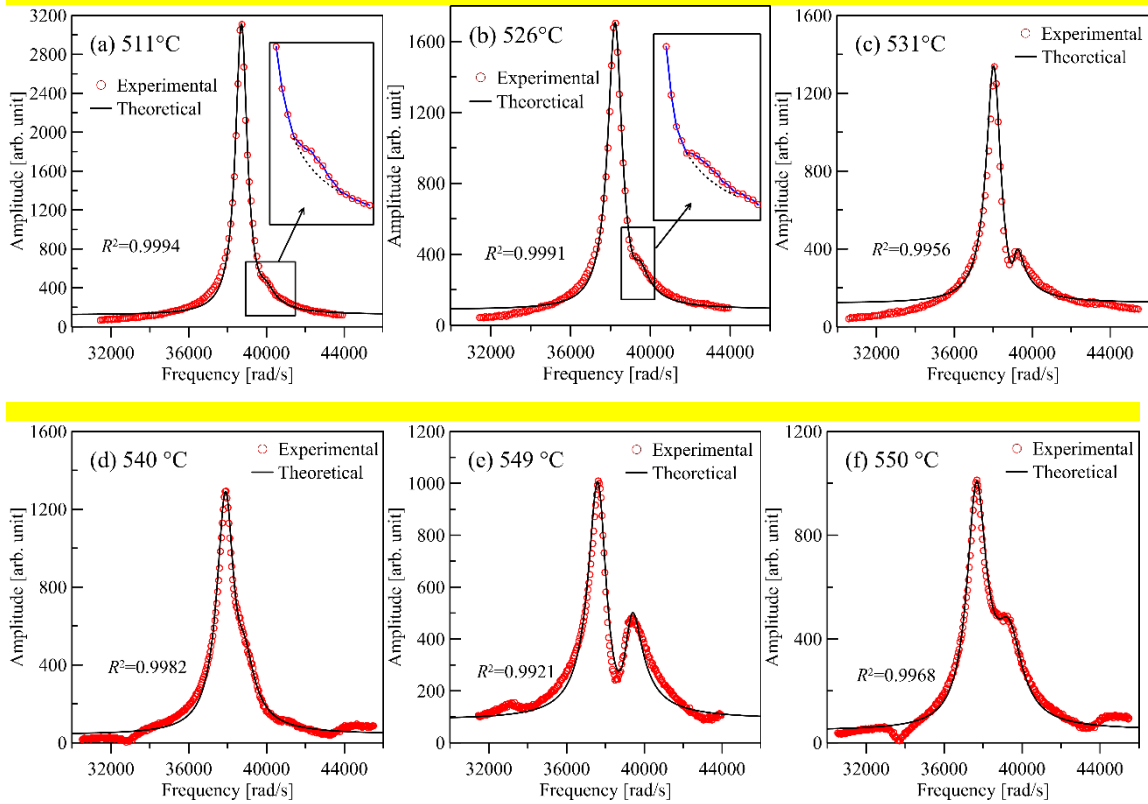 (a) 511°C
Experimental
Theoretical
R²=0.9994
Amplitude [arb. unit]
3200
2800
2400
2000
1600
1200
800
400
0
32000 36000 40000 44000
Frequency [rad/s]
(b) 526°C
Experimental
Theoretical
R²=0.9991
Amplitude [arb. unit]
1600
1200
800
400
0
32000 36000 40000 44000
Frequency [rad/s]
(c) 531°C
Experimental
Theoretical
R²=0.9956
Amplitude [arb. unit]
1600
1200
800
400
0
32000 36000 40000 44000
Frequency [rad/s]
(d) 540 °C
Experimental
Theoretical
R²=0.9982
Amplitude [arb. unit]
1600
1200
800
400
0
32000 36000 40000 44000
Frequency [rad/s]
(e) 549 °C
Experimental
Theoretical
R²=0.9921
Amplitude [arb. unit]
1200
1000
800
600
400
200
0
32000 36000 40000 44000
Frequency [rad/s]
(f) 550 °C
Experimental
Theoretical
R²=0.9968
Amplitude [arb. unit]
1200
800
400
0
32000 36000 40000 44000
Frequency [rad/s]